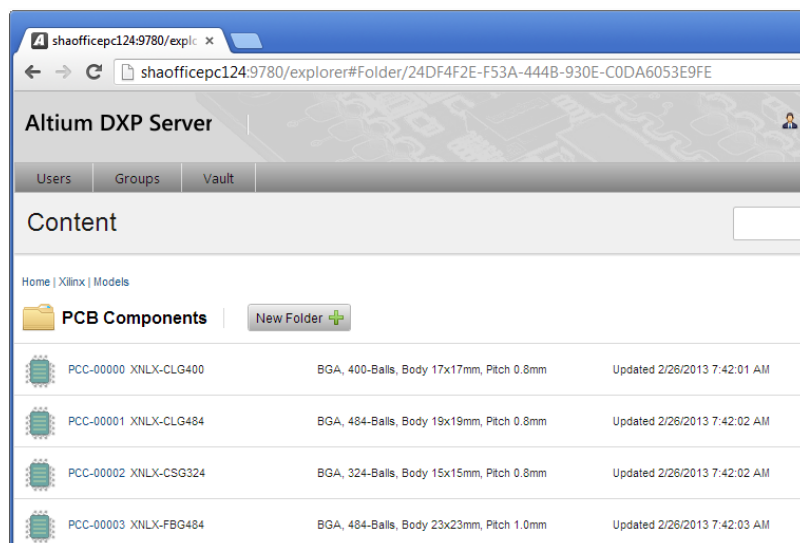 shaofficepc124:9780/explo
shaofficepc124:9780/explorer#Folder/24DF4F2E-F53A-444B-930E-C0DA6053E9FE
Altium DXP Server
Users Groups Vault
Content
Home | Xilinx | Models
PCB Components New Folder
PCC-00000 XNLX-CLG400 BGA, 400-Balls, Body 17x17mm, Pitch 0.8mm Updated 2/26/2013 7:42:01 AM
PCC-00001 XNLX-CLG484 BGA, 484-Balls, Body 19x19mm, Pitch 0.8mm Updated 2/26/2013 7:42:02 AM
PCC-00002 XNLX-CSG324 BGA, 324-Balls, Body 15x15mm, Pitch 0.8mm Updated 2/26/2013 7:42:02 AM
PCC-00003 XNLX-FBG484 BGA, 484-Balls, Body 23x23mm, Pitch 1.0mm Updated 2/26/2013 7:42:03 AM